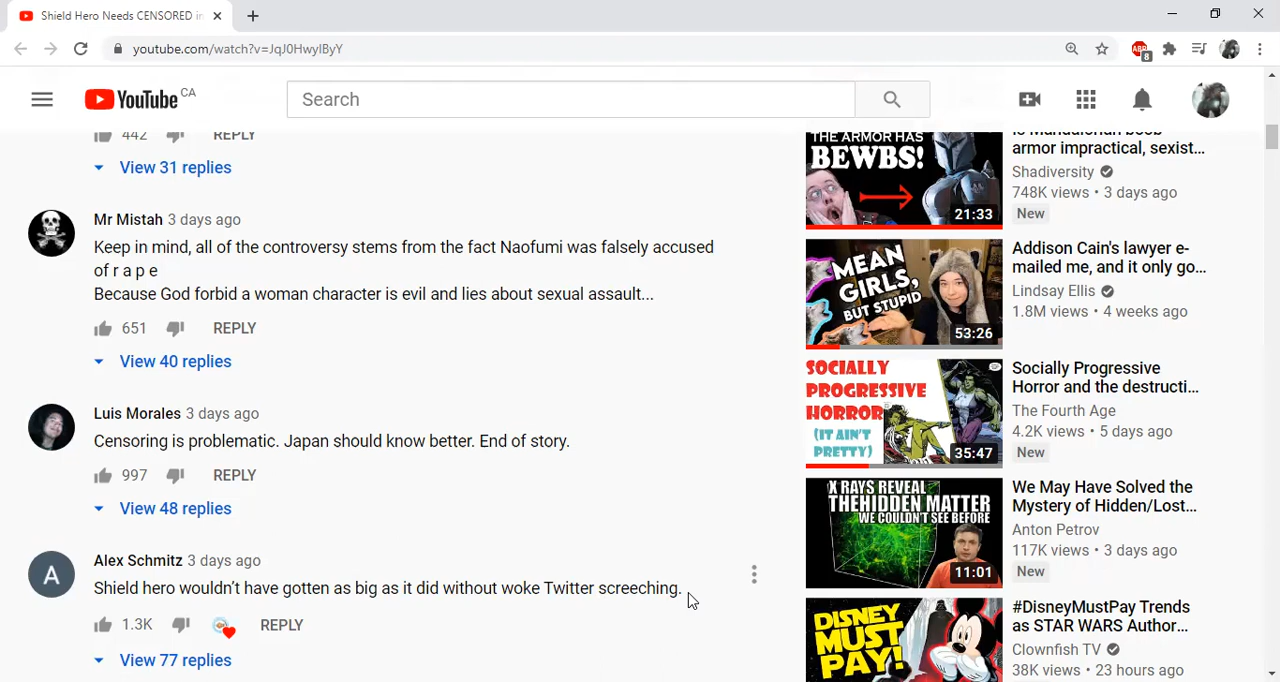 Shield Hero Needs CENSORED in
youtube.com/watch?v=JqJ0HwylByY
ABP
8
YouTube CA
Search
442 REPLY
View 31 replies
Mr Mistah 3 days ago
Keep in mind, all of the controversy stems from the fact Naofumi was falsely accused
of r a p e
Because God forbid a woman character is evil and lies about sexual assault...
651 REPLY
View 40 replies
Luis Morales 3 days ago
Censoring is problematic. Japan should know better. End of story.
997 REPLY
View 48 replies
A
Alex Schmitz 3 days ago
Shield hero wouldn't have gotten as big as it did without woke Twitter screeching.
1.3K REPLY
View 77 replies
THE ARMOR HAS
BEWBS!
21:33
Is Mandalorian boob
armor impractical, sexist...
Shadiversity
748K views • 3 days ago
New
MEAN
GIRLS,
BUT STUPID
53:26
Addison Cain's lawyer e-
mailed me, and it only go...
Lindsay Ellis
1.8M views • 4 weeks ago
SOCIALLY
PROGRESSIVE
HORROR
(IT AIN'T
PRETTY)
35:47
Socially Progressive
Horror and the destructi...
The Fourth Age
4.2K views • 5 days ago
New
X RAYS REVEAL
THEHIDDEN MATTER
WE COULDN'T SEE BEFORE
11:01
We May Have Solved the
Mystery of Hidden/Lost...
Anton Petrov
117K views • 3 days ago
New
DISNEY
MUST
PAY!
#DisneyMustPay Trends
as STAR WARS Author...
Clownfish TV
38K views • 23 hours ago